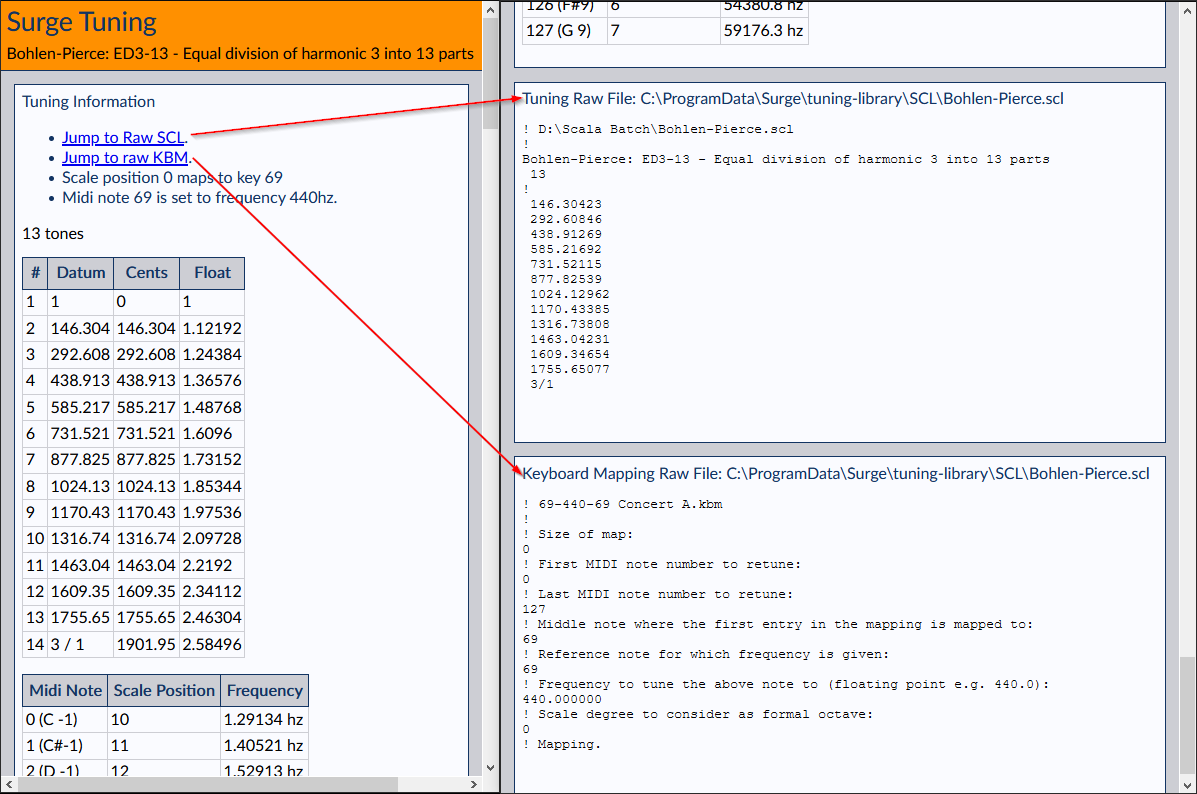 Surge Tuning
Bohlen-Pierce: ED3-13 - Equal division of harmonic 3 into 13 parts
Tuning Information
Jump to Raw SCL.
Jump to raw KBM.
Scale position 0 maps to key 69
Midi note 69 is set to frequency 440hz.
13 tones
# Datum Cents Float
1 1 0 1
2 146.304 146.304 1.12192
3 292.608 292.608 1.24384
4 438.913 438.913 1.36576
5 585.217 585.217 1.48768
6 731.521 731.521 1.6096
7 877.825 877.825 1.73152
8 1024.13 1024.13 1.85344
9 1170.43 1170.43 1.97536
10 1316.74 1316.74 2.09728
11 1463.04 1463.04 2.2192
12 1609.35 1609.35 2.34112
13 1755.65 1755.65 2.46304
14 3 / 1 1901.95 2.58496
Midi Note Scale Position Frequency
0 (C -1) 10 1.29134 hz
1 (C#-1) 11 1.40521 hz
2 (D -1) 12 1.52913 hz
126 (F#9) 6 54380.8 hz
127 (G 9) 7 59176.3 hz
Tuning Raw File: C:\ProgramData\Surge\tuning-library\SCL\Bohlen-Pierce.scl
! D:\Scala Batch\Bohlen-Pierce.scl
!
Bohlen-Pierce: ED3-13 - Equal division of harmonic 3 into 13 parts
13
!
146.30423
292.60846
438.91269
585.21692
731.52115
877.82539
1024.12962
1170.43385
1316.73808
1463.04231
1609.34654
1755.65077
3/1
Keyboard Mapping Raw File: C:\ProgramData\Surge\tuning-library\SCL\Bohlen-Pierce.scl
! 69-440-69 Concert A.kbm
!
! Size of map:
0
! First MIDI note number to retune:
0
! Last MIDI note number to retune:
127
! Middle note where the first entry in the mapping is mapped to:
69
! Reference note for which frequency is given:
69
! Frequency to tune the above note to (floating point e.g. 440.0):
440.000000
! Scale degree to consider as formal octave:
0
! Mapping.